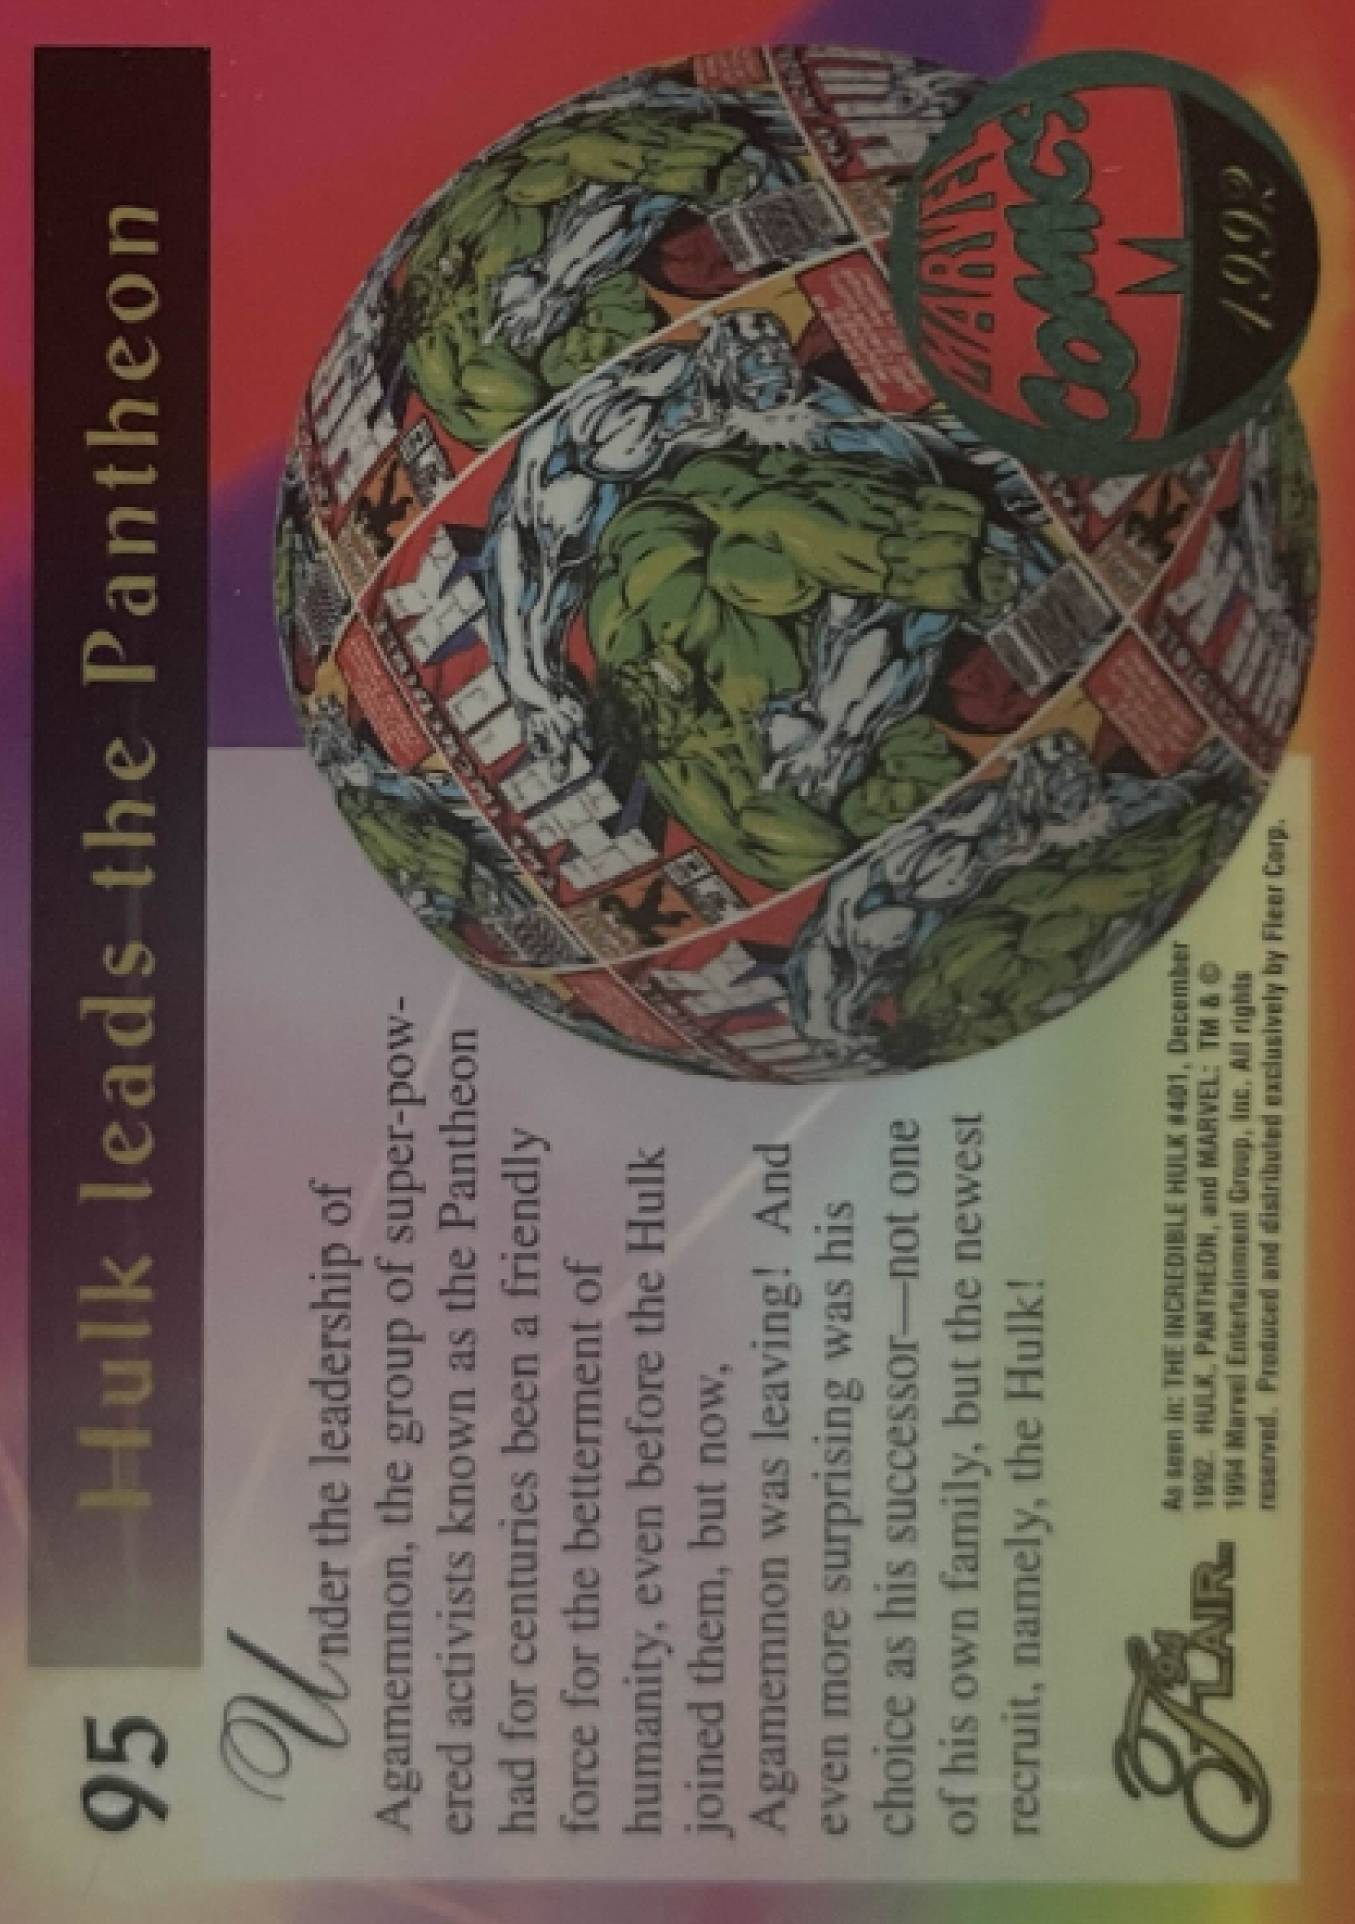 95
Hulk leads the Pantheon
Under the leadership of
Agamemnon, the group of super-pow-
ered activists known as the Pantheon
had for centuries been a friendly
force for the betterment of
humanity, even before the Hulk
joined them, but now,
Agamemnon was leaving! And
even more surprising was his
choice as his successor—not one
of his own family, but the newest
recruit, namely, the Hulk!
THE INCREDIBLE
HULK
MARVEL
COMICS
M
1992
'94
FLAIR
As seen in: THE INCREDIBLE HULK #401, December
1992. HULK, PANTHEON, and MARVEL: TM & ©
1994 Marvel Entertainment Group, Inc. All rights
reserved. Produced and distributed exclusively by Fleer Corp.